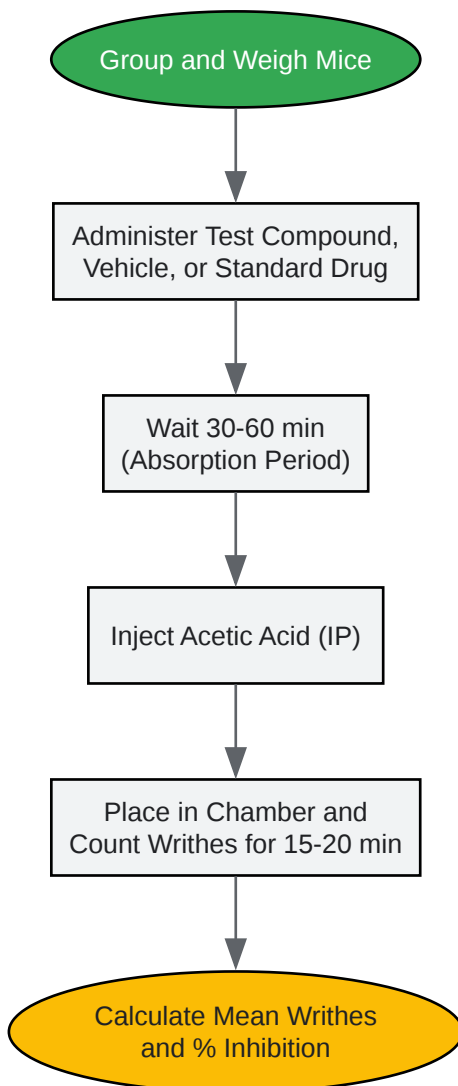 Group and Weigh Mice
Administer Test Compound,
Vehicle, or Standard Drug
Wait 30-60 min
(Absorption Period)
Inject Acetic Acid (IP)
Place in Chamber and
Count Writhes for 15-20 min
Calculate Mean Writhes
and % Inhibition